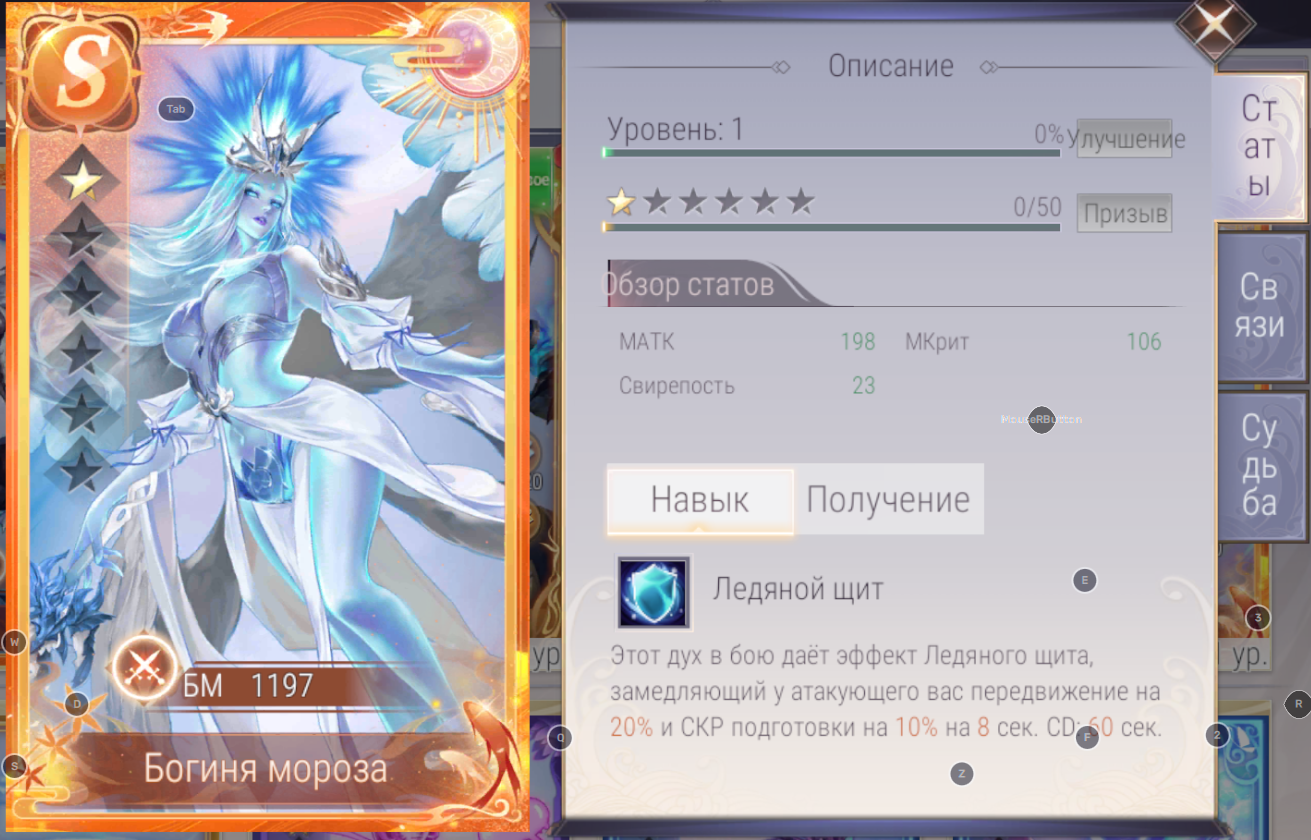 S
Tab
БМ 1197
Богиня мороза
W
D
S
Описание
Уровень: 1
0%
Улучшение
0/50
Призыв
Обзор статов
МАТК 198 МКрит 106
Свирепость 23
MouseRButton
Навык
Получение
Ледяной щит
E
Этот дух в бою даёт эффект Ледяного щита,
замедляющий у атакующего вас передвижение на
20% и СКР подготовки на 10% на 8 сек. CD: 60 сек.
Q
F
Z
2
Ст
ат
ы
Св
язи
Су
дь
ба
3
ур.
R
ур